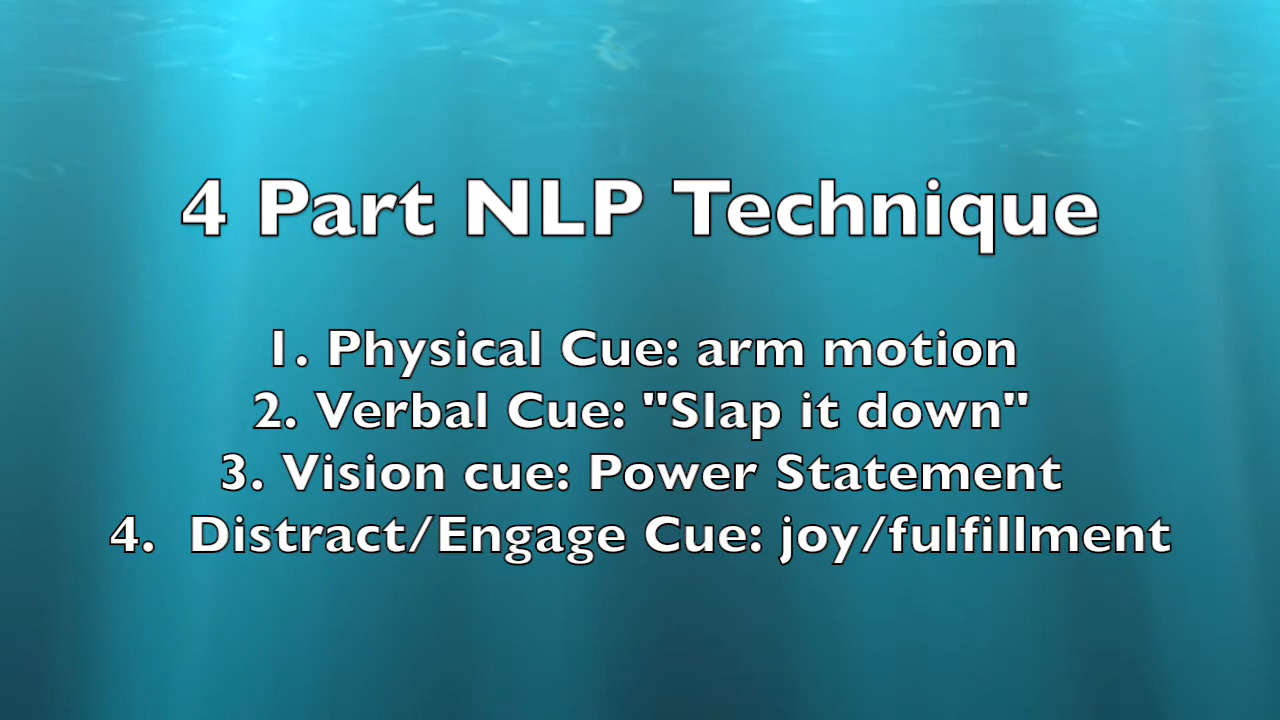 4 Part NLP Technique
1. Physical Cue: arm motion
2. Verbal Cue: "Slap it down"
3. Vision cue: Power Statement
4. Distract/Engage Cue: joy/fulfillment